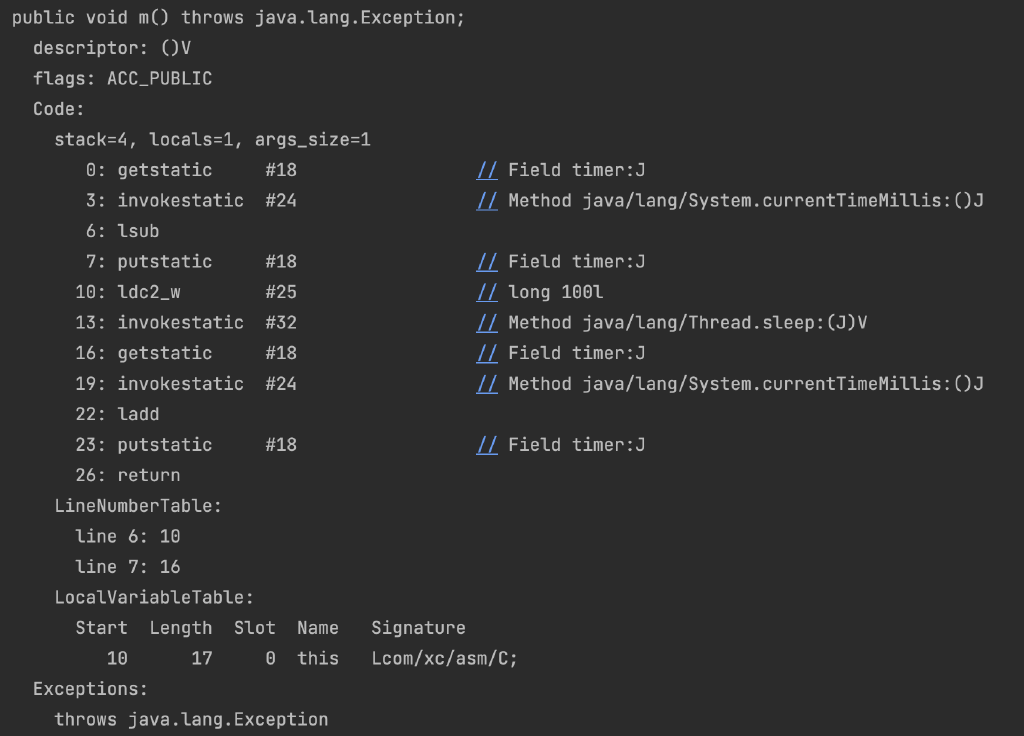 public void m() throws java.lang.Exception;
  descriptor: ()V
  flags: ACC_PUBLIC
  Code:
    stack=4, locals=1, args_size=1
       0: getstatic     #18                 // Field timer:J
       3: invokestatic  #24                 // Method java/lang/System.currentTimeMillis:()J
       6: lsub
       7: putstatic     #18                 // Field timer:J
      10: ldc2_w        #25                 // long 100l
      13: invokestatic  #32                 // Method java/lang/Thread.sleep:(J)V
      16: getstatic     #18                 // Field timer:J
      19: invokestatic  #24                 // Method java/lang/System.currentTimeMillis:()J
      22: ladd
      23: putstatic     #18                 // Field timer:J
      26: return
    LineNumberTable:
      line 6: 10
      line 7: 16
    LocalVariableTable:
      Start  Length  Slot  Name   Signature
         10      17     0  this   Lcom/xc/asm/C;
  Exceptions:
    throws java.lang.Exception